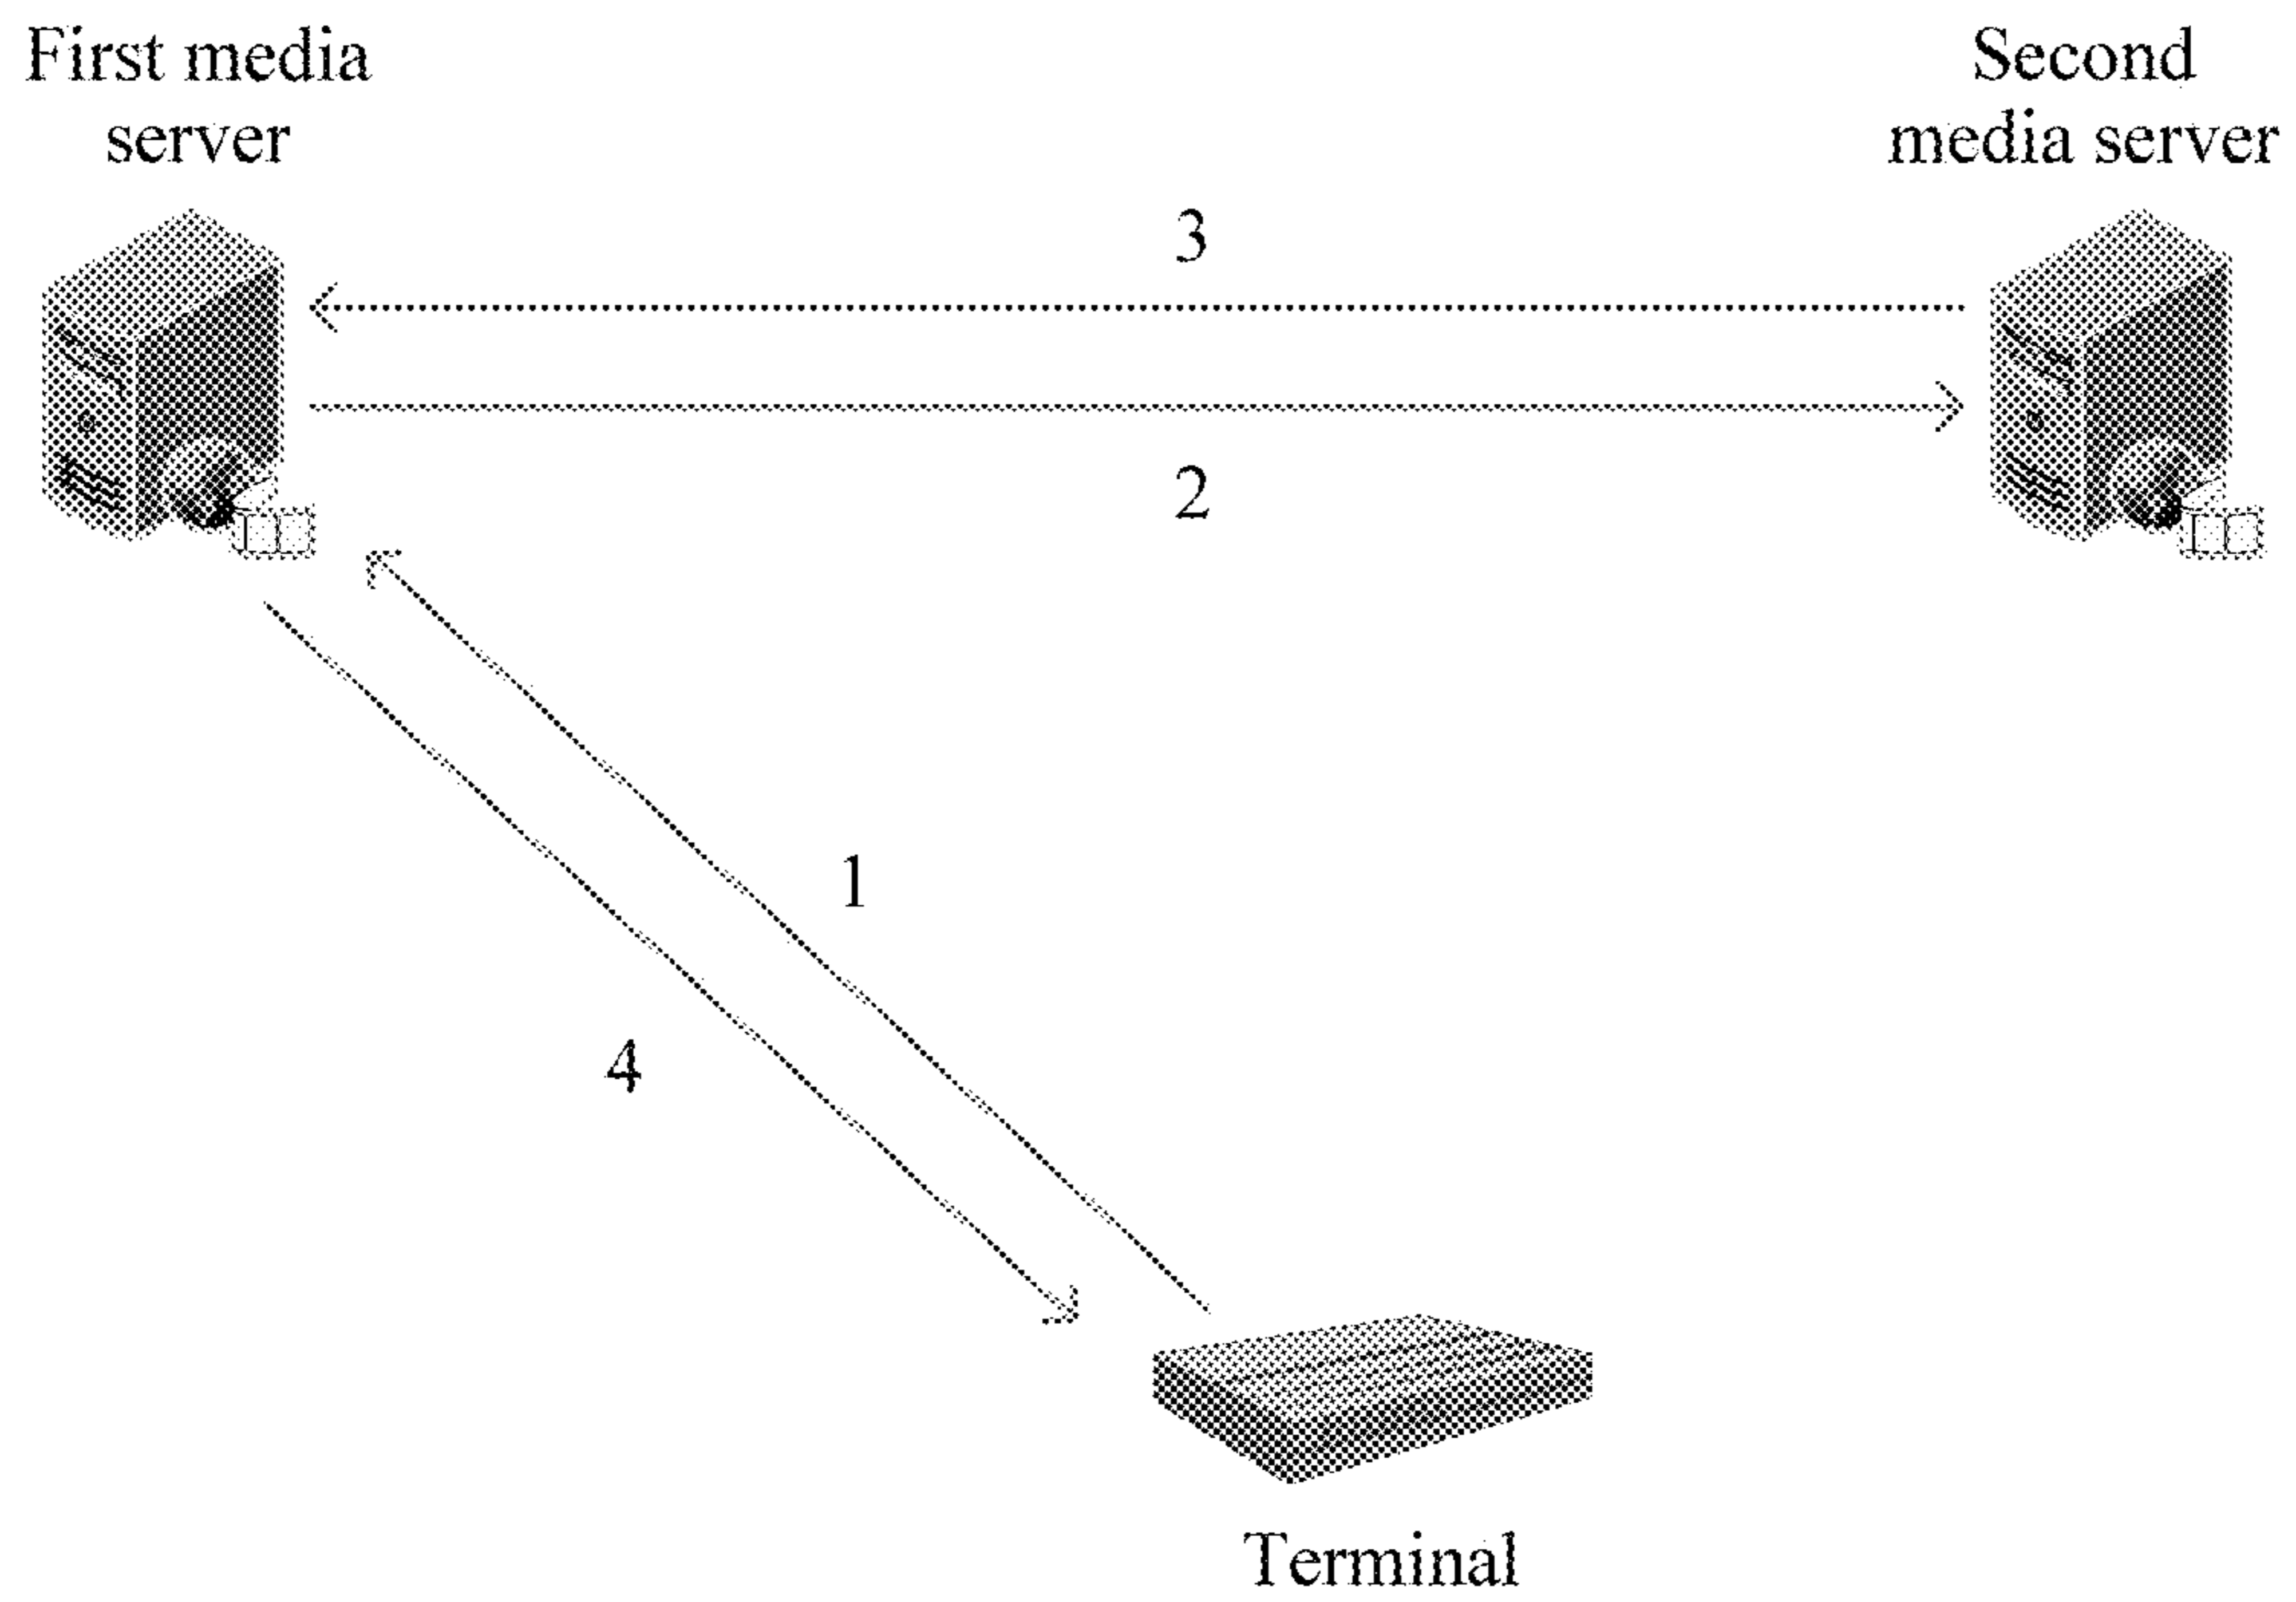 First media
server
Second
media server
3
2
1
4
Terminal